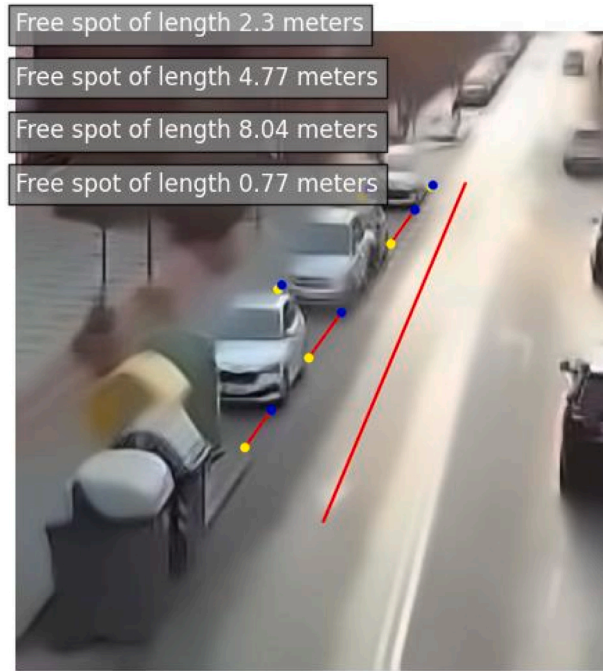 Free spot of length 2.3 meters
Free spot of length 4.77 meters
Free spot of length 8.04 meters
Free spot of length 0.77 meters